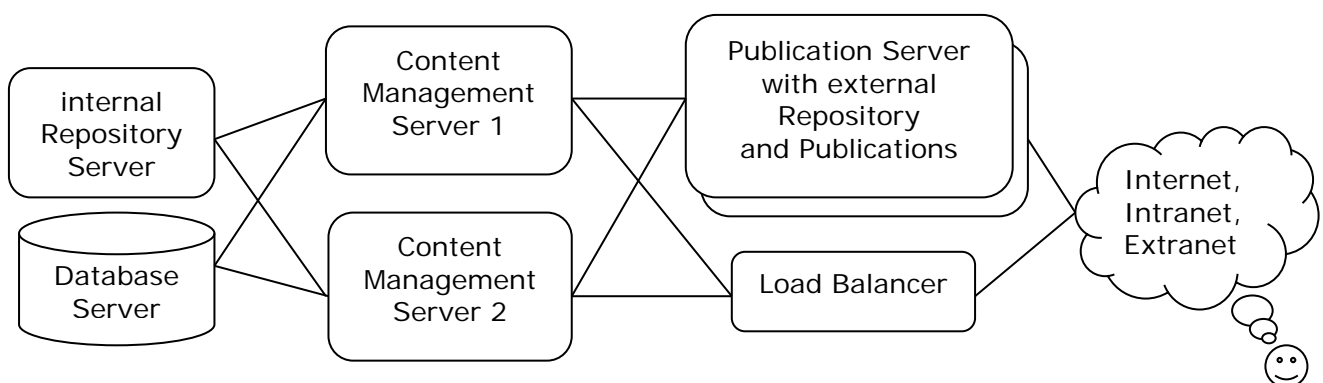 internal
Repository
Server
Database
Server
Content
Management
Server 1
Content
Management
Server 2
Publication Server
with external
Repository
and Publications
Load Balancer
Internet,
Intranet,
Extranet